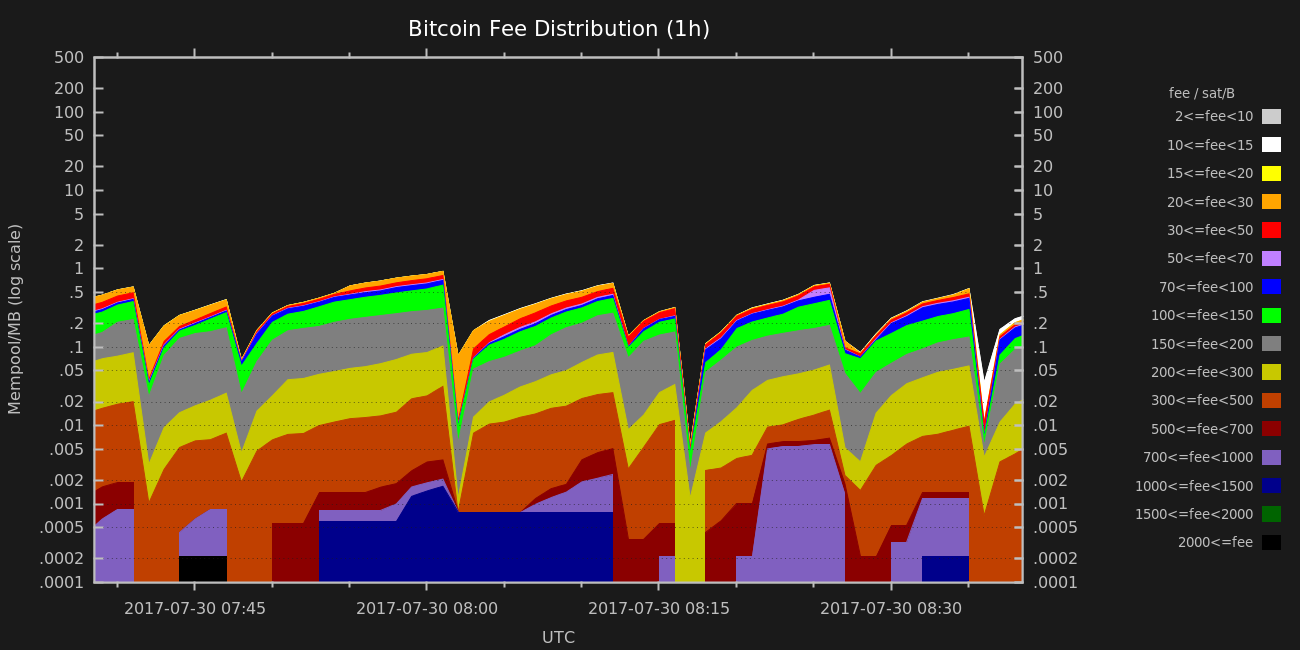 Bitcoin Fee Distribution (1h)
Mempool/MB (log scale)
500
200
100
50
20
10
5
2
1
.5
.2
.1
.05
.02
.01
.005
.002
.001
.0005
.0002
.0001
500
200
100
50
20
10
5
2
1
.5
.2
.1
.05
.02
.01
.005
.002
.001
.0005
.0002
.0001
2017-07-30 07:45
2017-07-30 08:00
2017-07-30 08:15
2017-07-30 08:30
UTC
fee / sat/B
2<=fee<10
10<=fee<15
15<=fee<20
20<=fee<30
30<=fee<50
50<=fee<70
70<=fee<100
100<=fee<150
150<=fee<200
200<=fee<300
300<=fee<500
500<=fee<700
700<=fee<1000
1000<=fee<1500
1500<=fee<2000
2000<=fee